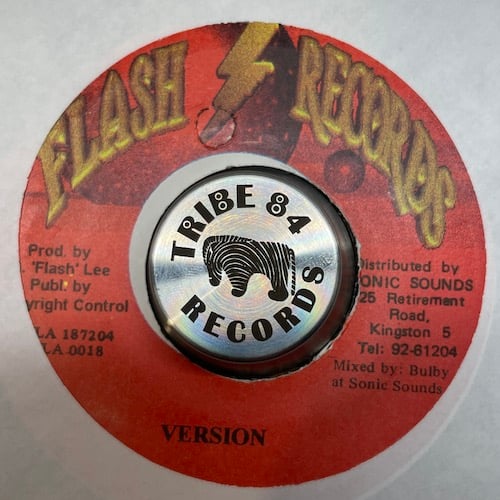 FLASH RECORDS
TRIBE 84
RECORDS
Prod. by
. 'Flash' Lee
Publ: by
yright Control
LA 187204
LA 0018
Distributed by
SONIC SOUNDS
25 Retirement
Road,
Kingston 5
Tel: 92-61204
Mixed by: Bulby
at Sonic Sounds
VERSION